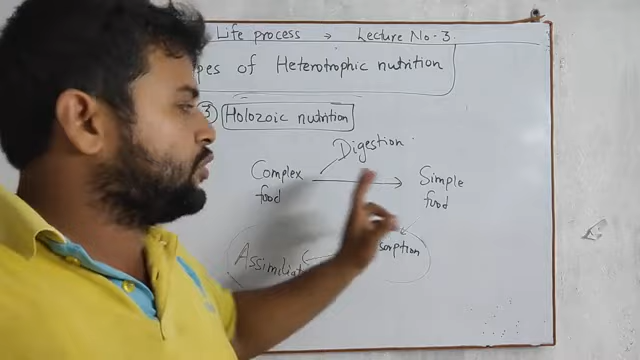 Life process → Lecture No. 3.
pes of Heterotrophic nutrition
③ Holozoic nutrition
Digestion
Complex food → Simple food
Assimilat
sorption